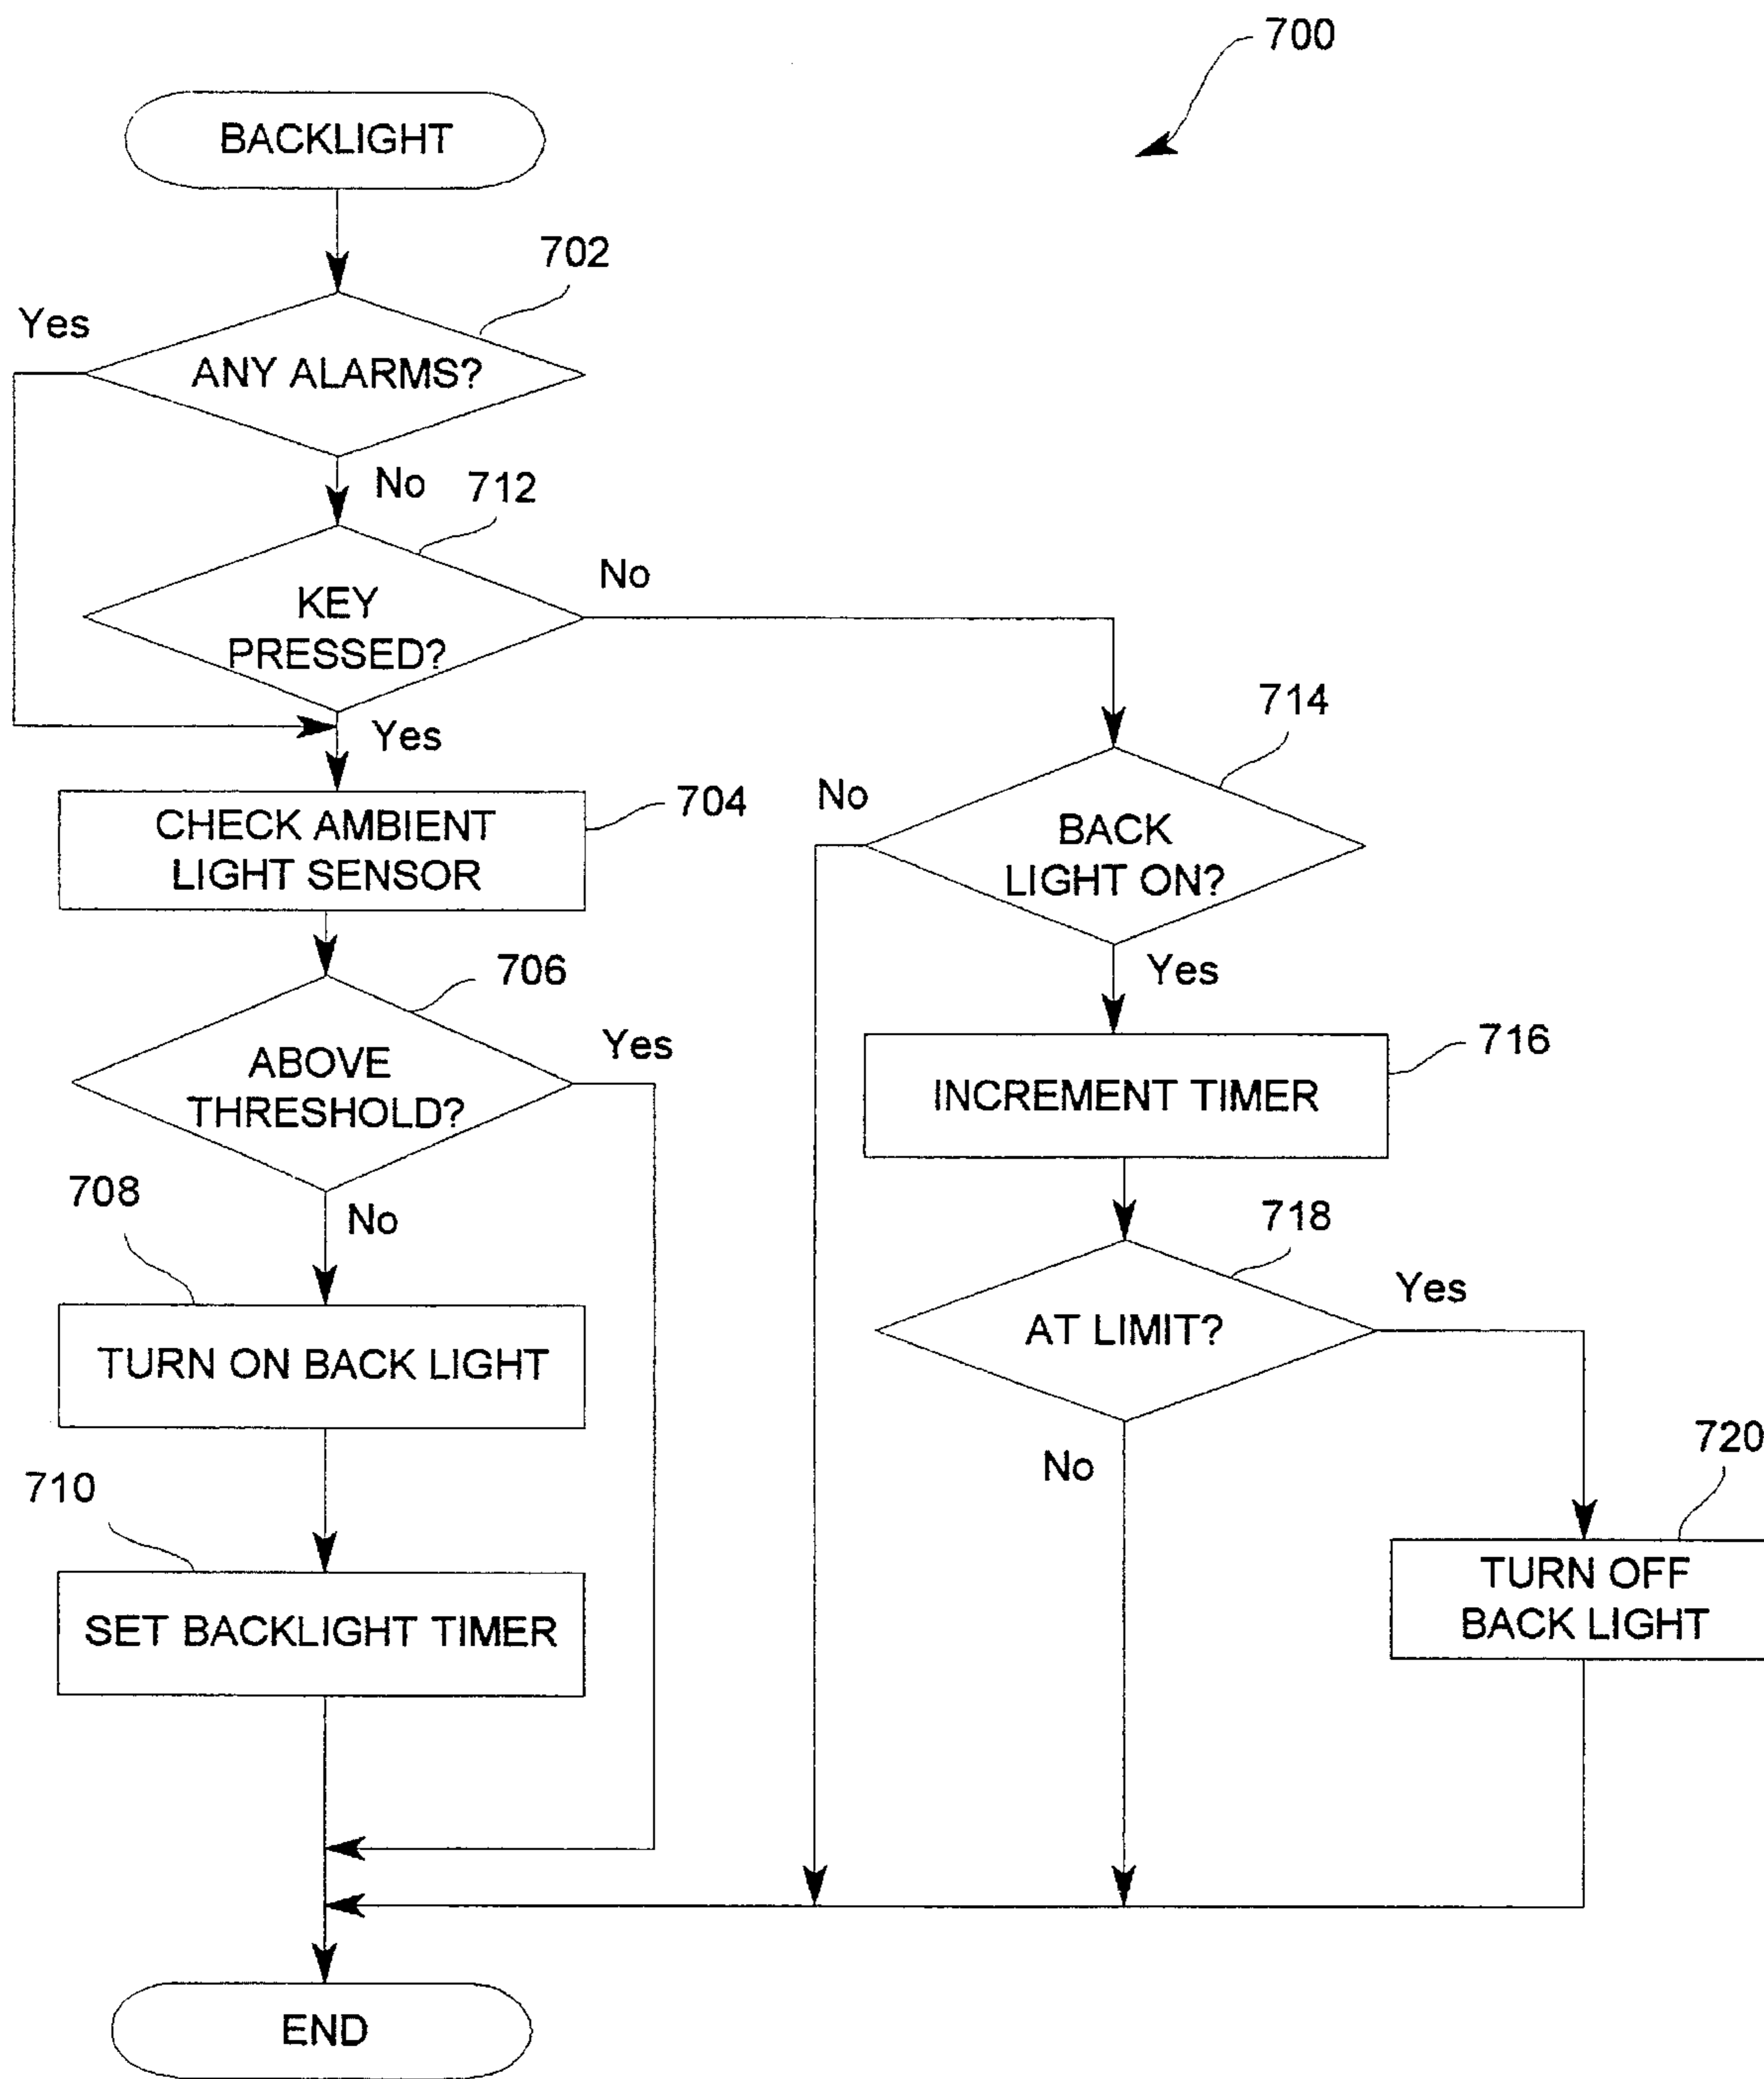 700
BACKLIGHT
702
Yes
ANY ALARMS?
No
712
KEY
PRESSED?
No
Yes
714
No
BACK
LIGHT ON?
Yes
CHECK AMBIENT
LIGHT SENSOR
704
706
ABOVE
THRESHOLD?
Yes
No
716
INCREMENT TIMER
708
TURN ON BACK LIGHT
718
AT LIMIT?
Yes
No
710
SET BACKLIGHT TIMER
720
TURN OFF
BACK LIGHT
END